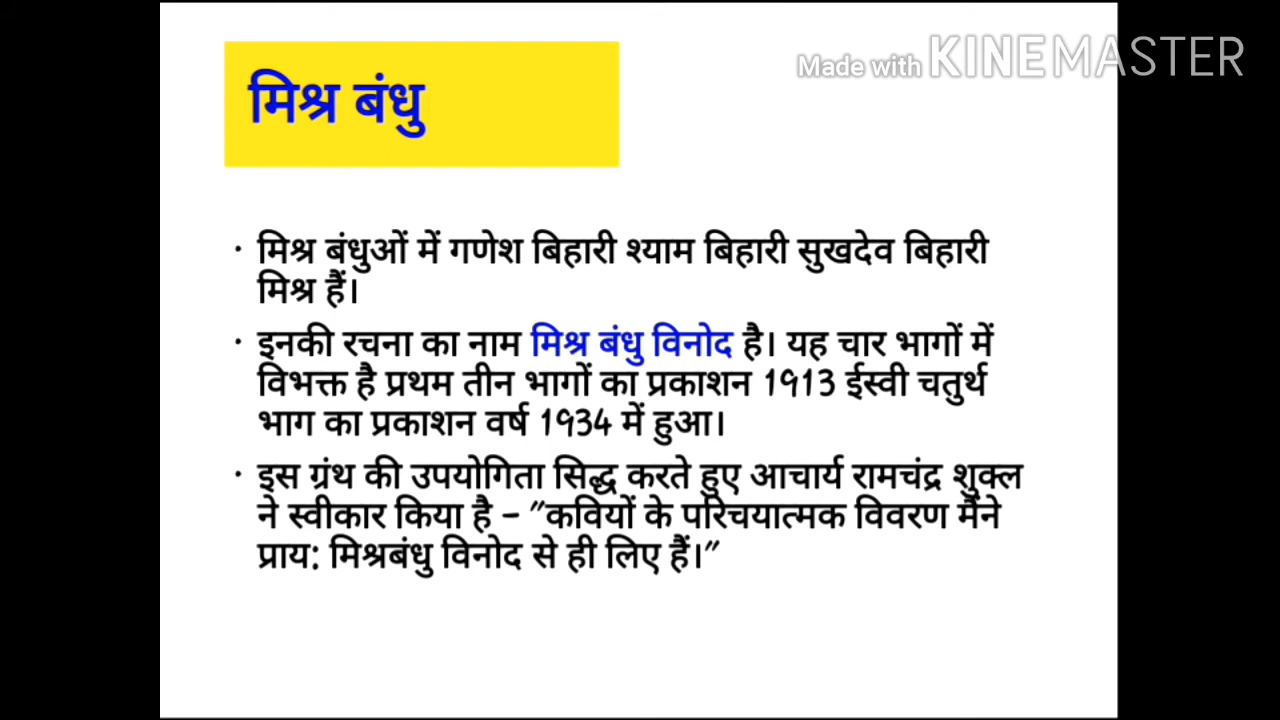 Made with KINEMASTER
मिश्र बंधु
· मिश्र बंधुओं में गणेश बिहारी श्याम बिहारी सुखदेव बिहारी
मिश्र हैं।
· इनकी रचना का नाम मिश्र बंधु विनोद है। यह चार भागों में
विभक्त है प्रथम तीन भागों का प्रकाशन 1913 ईस्वी चतुर्थ
भाग का प्रकाशन वर्ष 1934 में हुआ।
· इस ग्रंथ की उपयोगिता सिद्ध करते हुए आचार्य रामचंद्र शुक्ल
ने स्वीकार किया है – "कवियों के परिचयात्मक विवरण मैंने
प्राय: मिश्रबंधु विनोद से ही लिए हैं।"